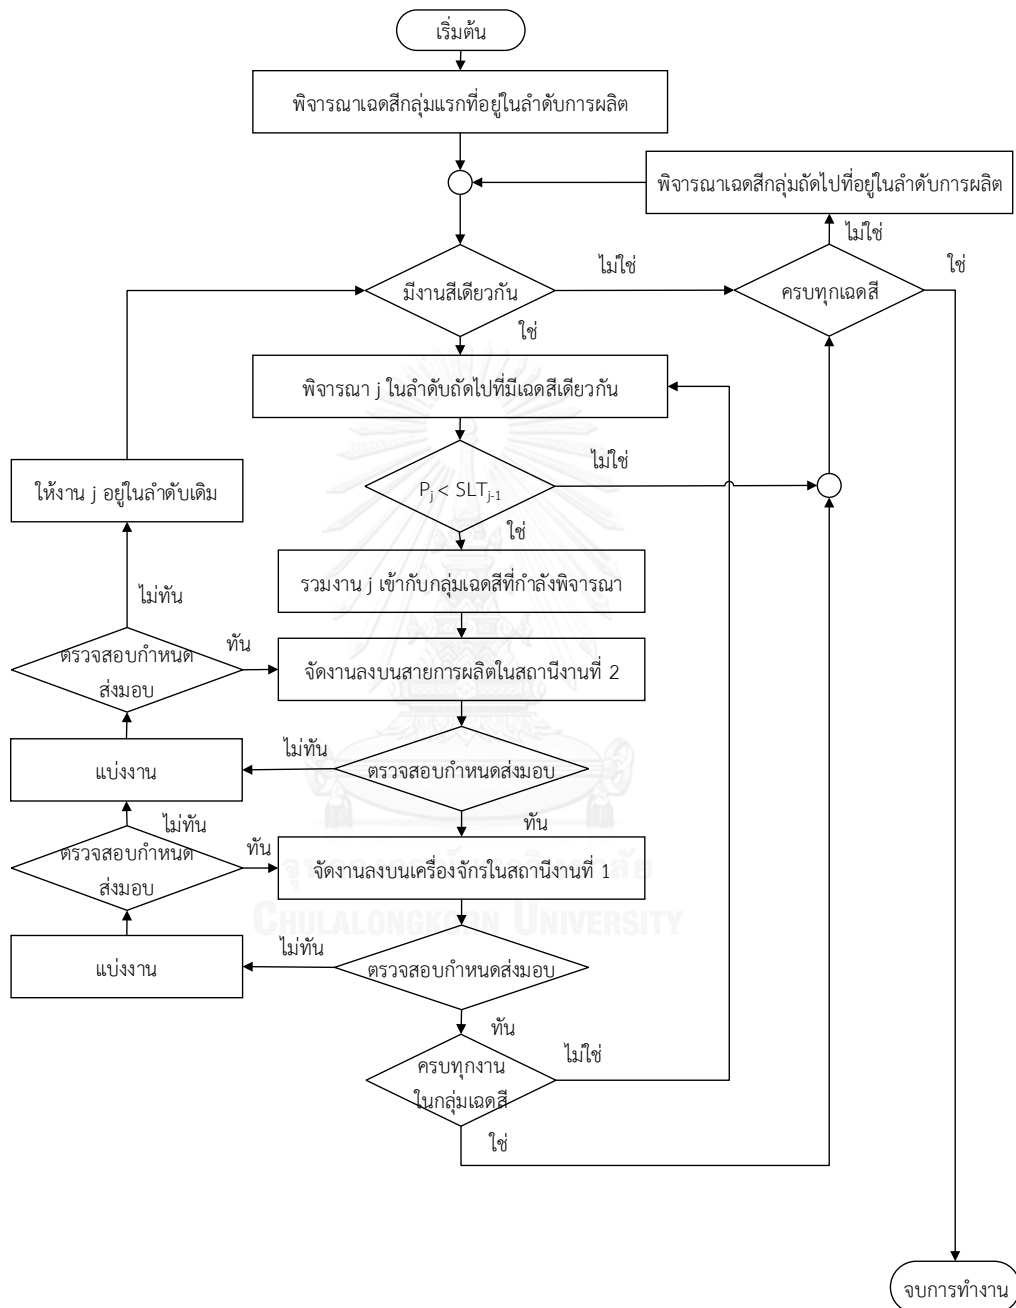 เริ่มต้น
พิจารณาเฉดสีกลุ่มแรกที่อยู่ในลำดับการผลิต
พิจารณาเฉดสีกลุ่มถัดไปที่อยู่ในลำดับการผลิต
ไม่ใช่
ไม่ใช่
ใช่
มีงานสีเดียวกัน
ครบทุกเฉดสี
ใช่
พิจารณา j ในลำดับถัดไปที่มีเฉดสีเดียวกัน
ไม่ใช่
ให้งาน j อยู่ในลำดับเดิม
Pj < SLTj-1
ใช่
รวมงาน j เข้ากับกลุ่มเฉดสีที่กำลังพิจารณา
ไม่ทัน
ทัน
ตรวจสอบกำหนด
ส่งมอบ
จัดงานลงบนสายการผลิตในสถานีงานที่ 2
ไม่ทัน
แบ่งงาน
ตรวจสอบกำหนดส่งมอบ
ไม่ทัน
ทัน
ตรวจสอบกำหนด
ส่งมอบ
ทัน
จัดงานลงบนเครื่องจักรในสถานีงานที่ 1
จุฬาลงกรณ์มหาวิทยาลัย
CHULALONGKORN UNIVERSITY
ไม่ทัน
แบ่งงาน
ตรวจสอบกำหนดส่งมอบ
ทัน
ไม่ใช่
ครบทุกงาน
ในกลุ่มเฉดสี
ใช่
จบการทำงาน